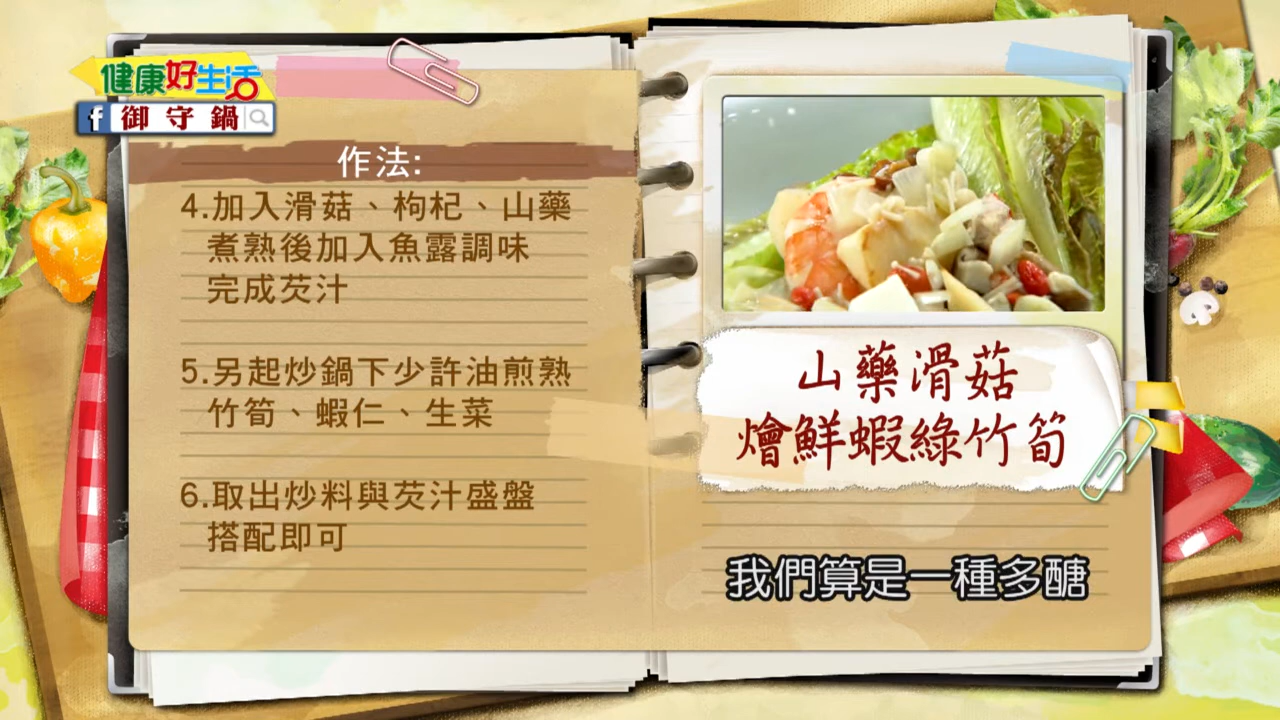 健康好生活
f 御守鍋
作法:
4.加入滑菇、枸杞、山藥
煮熟後加入魚露調味
完成芡汁
5.另起炒鍋下少許油煎熟
竹筍、蝦仁、生菜
6.取出炒料與芡汁盛盤
搭配即可
山藥滑菇
燴鮮蝦綠竹筍
我們算是一種多醣